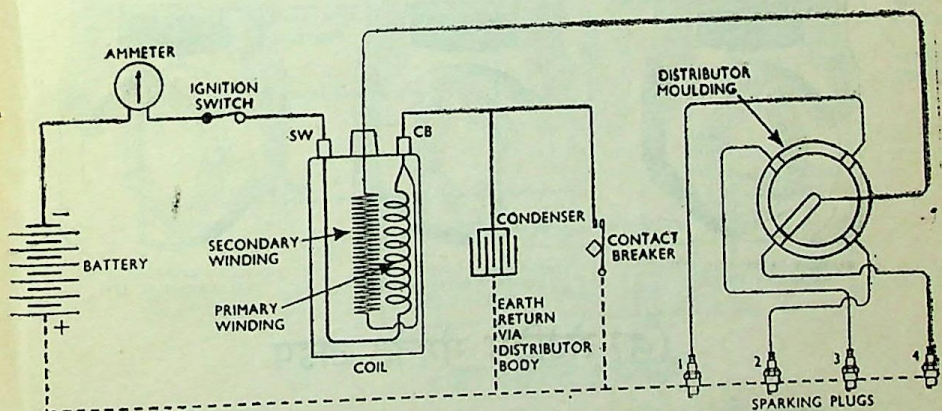 AMMETER
IGNITION
SWITCH
SW
CB
DISTRIBUTOR
MOULDING
-
BATTERY
+
SECONDARY
WINDING
PRIMARY
WINDING
COIL
CONDENSER
CONTACT
BREAKER
EARTH
RETURN
VIA
DISTRIBUTOR
BODY
1
2
3
4
SPARKING PLUGS